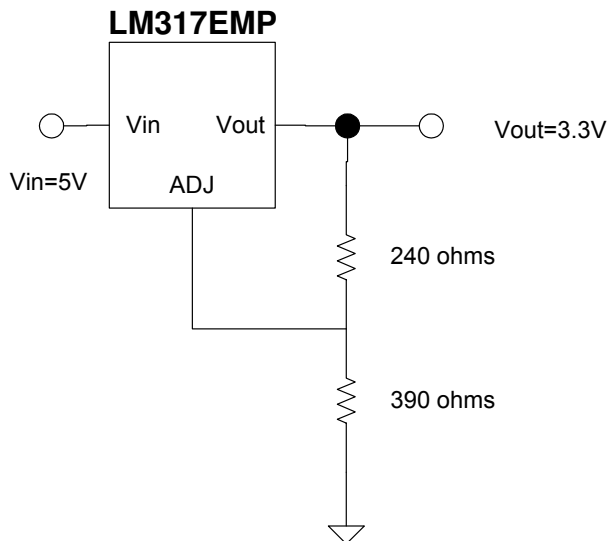 LM317EMP
Vin Vout
Vout=3.3V
Vin=5V
ADJ
240 ohms
390 ohms